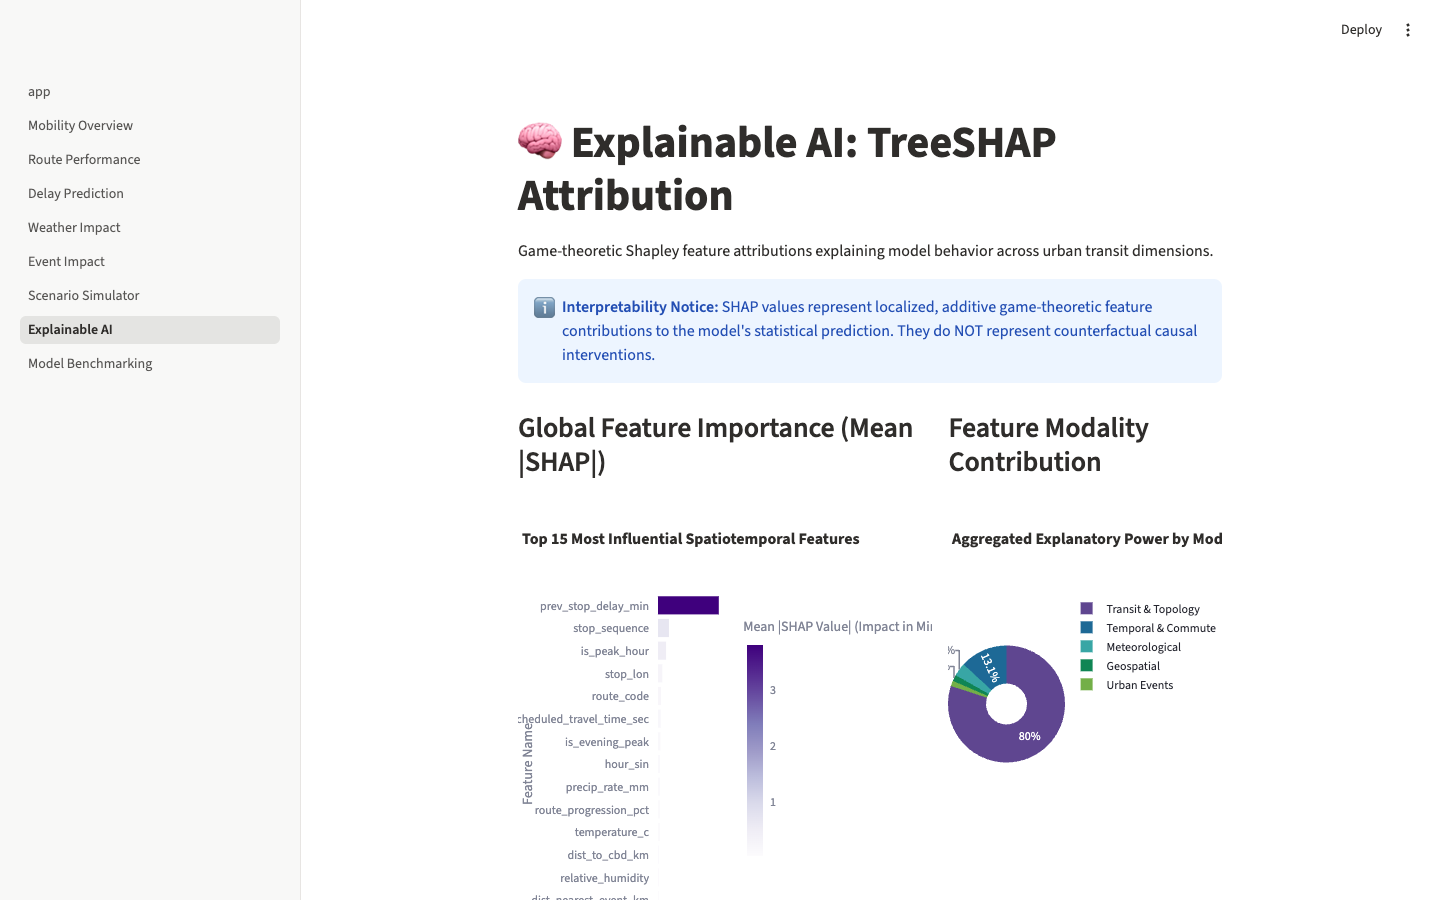 Deploy
app
Mobility Overview
Route Performance
Delay Prediction
Weather Impact
Event Impact
Scenario Simulator
Explainable AI
Model Benchmarking
Explainable AI: TreeSHAP
Attribution
Game-theoretic Shapley feature attributions explaining model behavior across urban transit dimensions.
Interpretability Notice: SHAP values represent localized, additive game-theoretic feature
contributions to the model's statistical prediction. They do NOT represent counterfactual causal
interventions.
Global Feature Importance (Mean
|SHAP|)
Top 15 Most Influential Spatiotemporal Features
prev_stop_delay_min
stop_sequence
is_peak_hour
stop_lon
route_code
cheduled_travel_time_sec
is_evening_peak
hour_sin
precip_rate_mm
route_progression_pct
temperature_c
dist_to_cbd_km
relative_humidity
dist_nearest_event_km
Feature Name
Mean |SHAP Value| (Impact in Min
3
2
1
Feature Modality
Contribution
Aggregated Explanatory Power by Mod
Transit & Topology
Temporal & Commute
Meteorological
Geospatial
Urban Events
%
13.1%
80%